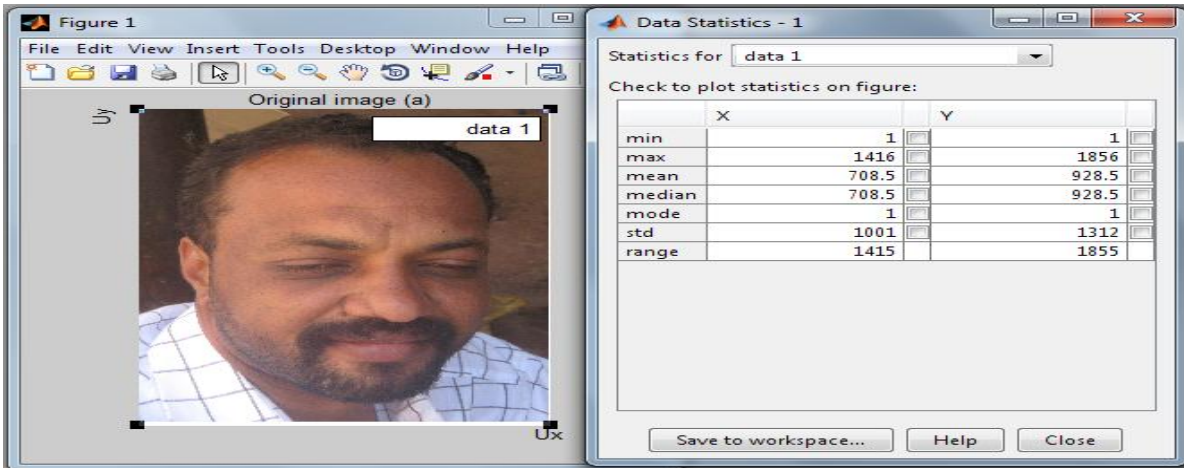 Figure 1
File Edit View Insert Tools Desktop Window Help
Original image (a)
Uy
data 1
Ux
Data Statistics - 1
Statistics for data 1
Check to plot statistics on figure:
X Y
min 1 1
max 1416 1856
mean 708.5 928.5
median 708.5 928.5
mode 1 1
std 1001 1312
range 1415 1855
Save to workspace... Help Close